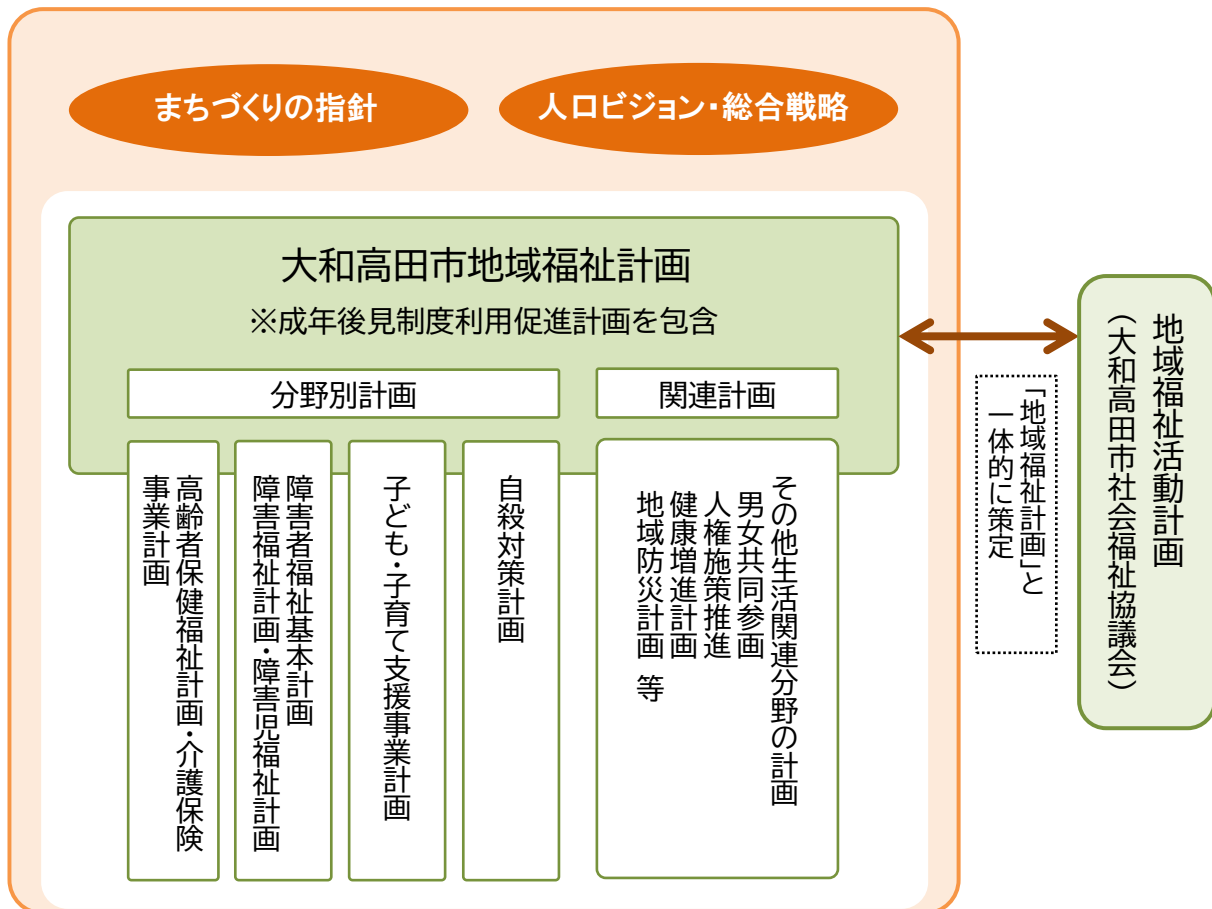 まちづくりの指針
人口ビジョン・総合戦略
大和高田市地域福祉計画
※成年後見制度利用促進計画を包含
分野別計画
関連計画
高齢者保健福祉計画・介護保険
事業計画
障害者福祉基本計画
障害福祉計画・障害児福祉計画
子ども・子育て支援事業計画
自殺対策計画
その他生活関連分野の計画
男女共同参画
人権施策推進
健康増進計画
地域防災計画 等
「地域福祉計画」と
一体的に策定
地域福祉活動計画
（大和高田市社会福祉協議会）